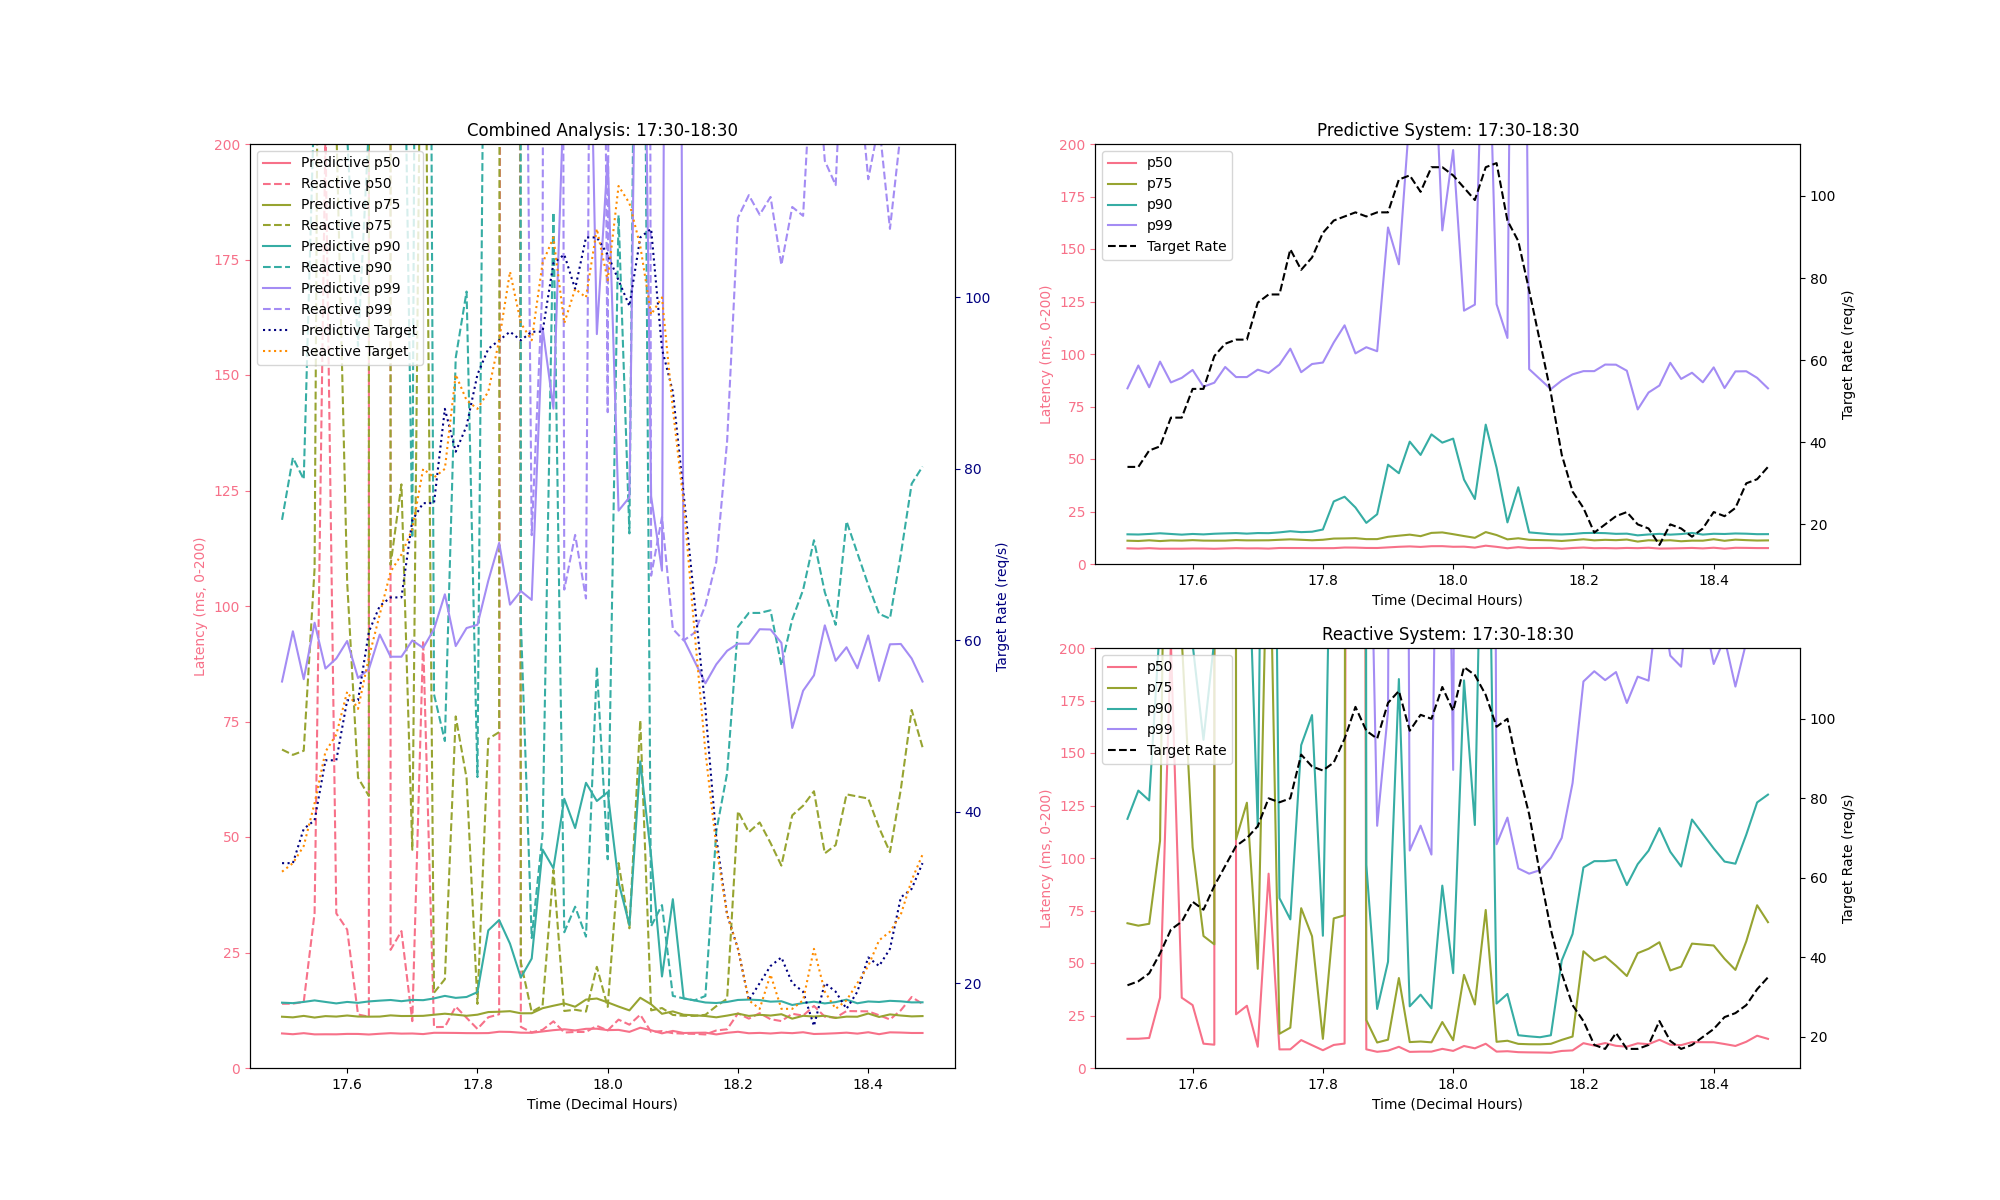 Combined Analysis: 17:30-18:30
200
175
150
125
100
75
50
25
0
Latency (ms, 0-200)
Predictive p50
Reactive p50
Predictive p75
Reactive p75
Predictive p90
Reactive p90
Predictive p99
Reactive p99
Predictive Target
Reactive Target
100
80
60
40
20
Target Rate (req/s)
17.6 17.8 18.0 18.2 18.4
Time (Decimal Hours)
Predictive System: 17:30-18:30
200
175
150
125
100
75
50
25
0
Latency (ms, 0-200)
p50
p75
p90
p99
Target Rate
100
80
60
40
20
Target Rate (req/s)
17.6 17.8 18.0 18.2 18.4
Time (Decimal Hours)
Reactive System: 17:30-18:30
200
175
150
125
100
75
50
25
0
Latency (ms, 0-200)
p50
p75
p90
p99
Target Rate
100
80
60
40
20
Target Rate (req/s)
17.6 17.8 18.0 18.2 18.4
Time (Decimal Hours)